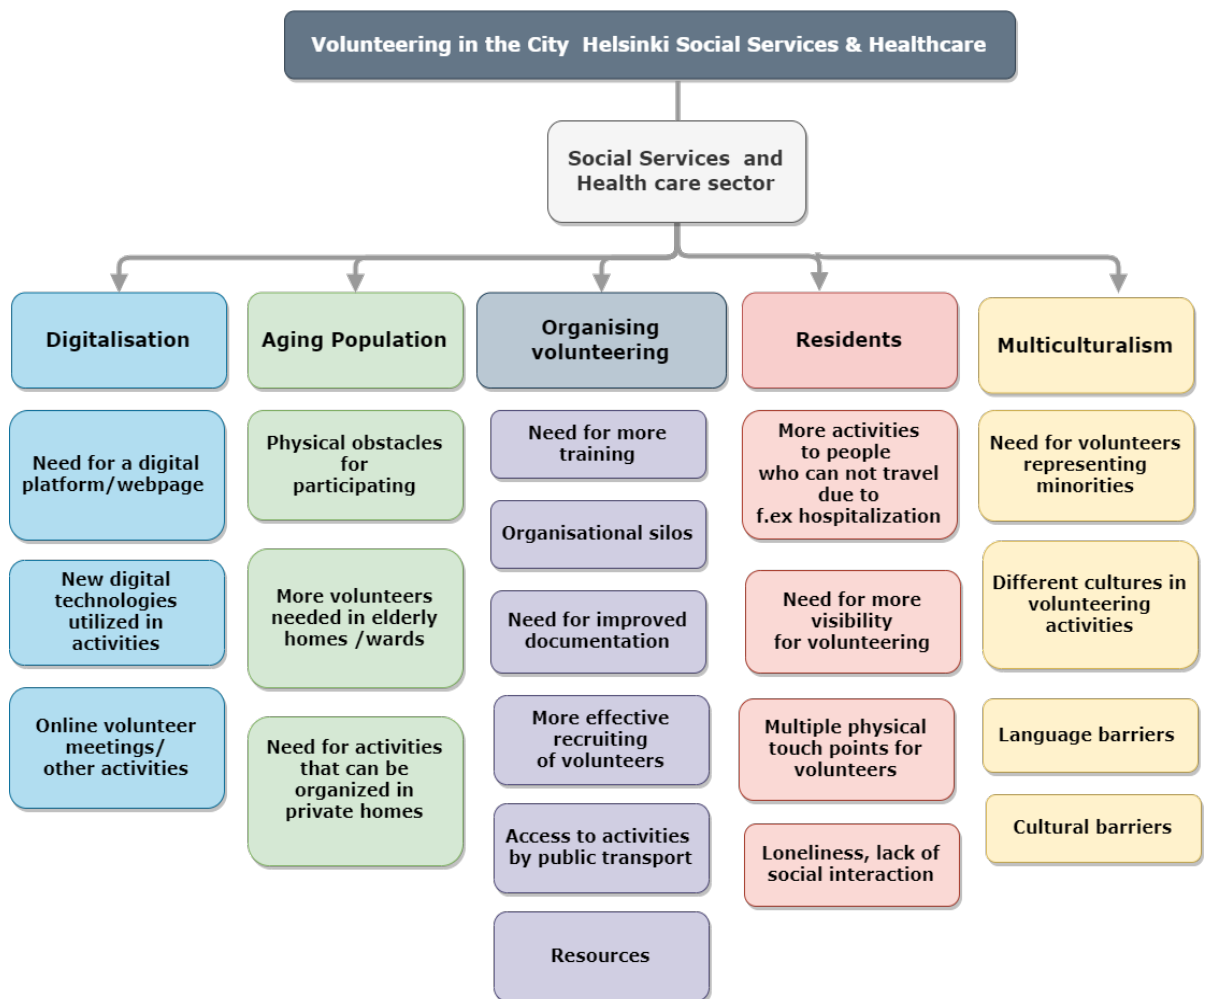 Volunteering in the City  Helsinki Social Services & Healthcare
Social Services  and
Health care sector
Digitalisation
Aging Population
Organising
volunteering
Residents
Multiculralism
Need for a digital
platform/webpage
New digital
technologies
utilized in
activities
Online volunteer
meetings/
other activities
Physical obstacles
for
participating
More volunteers
needed in elderly
homes /wards
Need for activities
that can be
organized in
private homes
Need for more
training
Organisational silos
Need for improved
documentation
More effective
recruiting
of volunteers
Access to activities
by public transport
Resources
More activities
to people
who can not travel
due to
f.ex hospitalization
Need for more
visibility
for volunteering
Multiple physical
touch points for
volunteers
Loneliness, lack of
social interaction
Need for volunteers
representing
minorities
Different cultures in
volunteering
activities
Language barriers
Cultural barriers